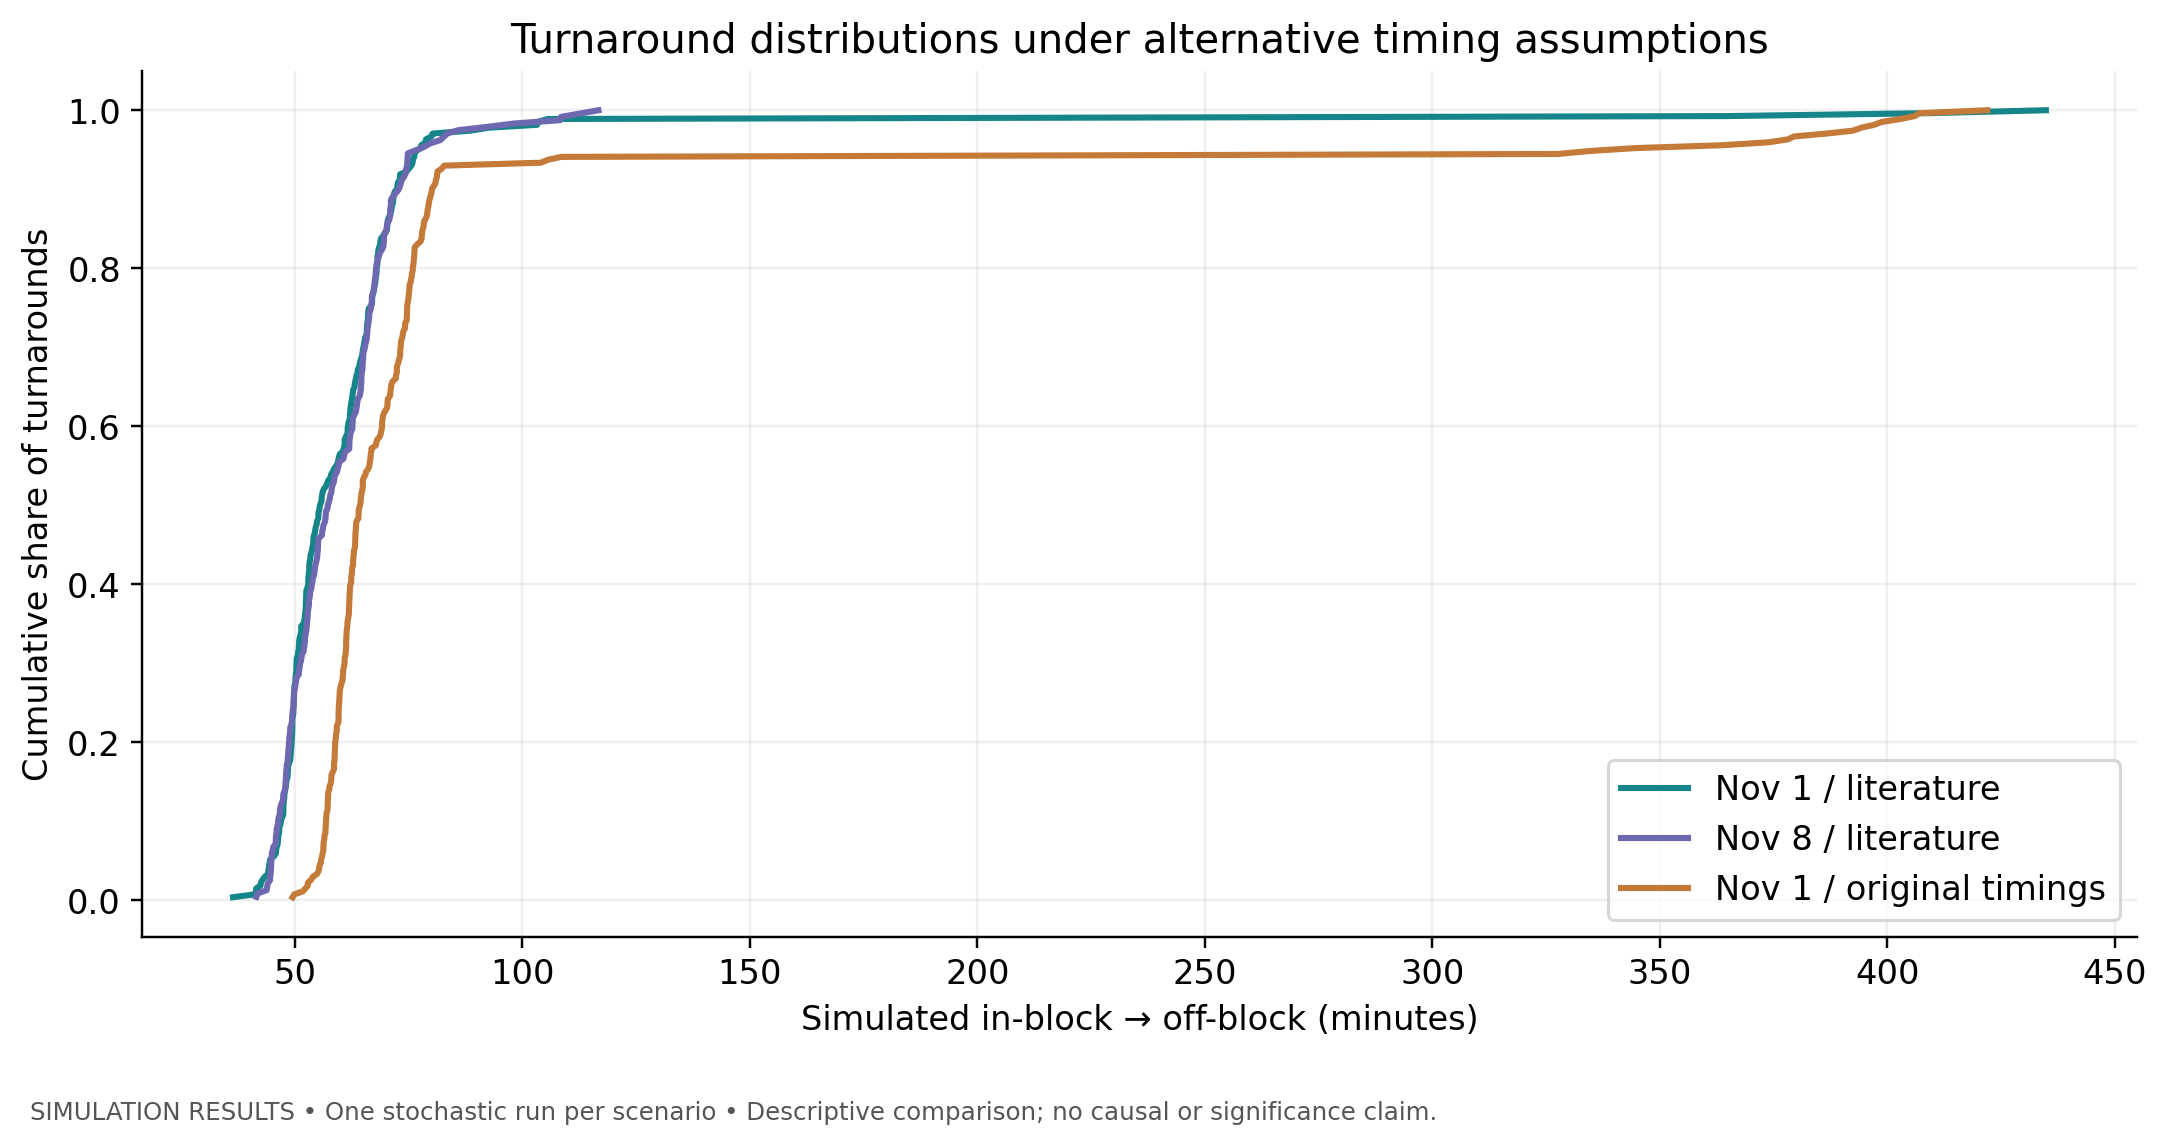 Turnaround distributions under alternative timing assumptions
Cumulative share of turnarounds
1.0
0.8
0.6
0.4
0.2
0.0
Nov 1 / literature
Nov 8 / literature
Nov 1 / original timings
50 100 150 200 250 300 350 400 450
Simulated in-block → off-block (minutes)
SIMULATION RESULTS • One stochastic run per scenario • Descriptive comparison; no causal or significance claim.